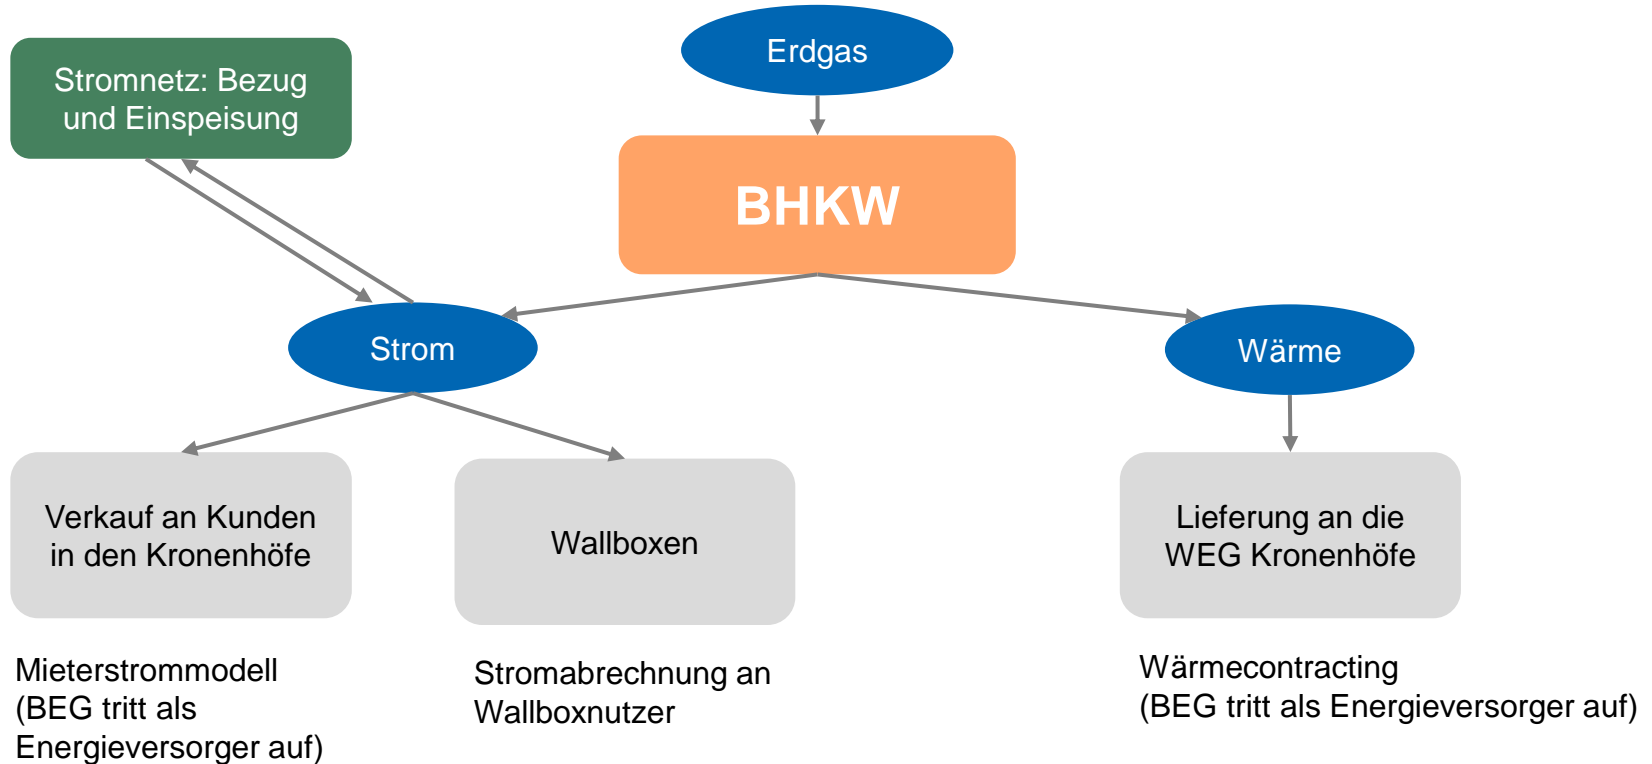 Erdgas
Stromnetz: Bezug
und Einspeisung
BHKW
Strom
Wärme
Verkauf an Kunden
in den Kronenhöfe
Wallboxen
Lieferung an die
WEG Kronenhöfe
Mieterstrommodell
(BEG tritt als
Energieversorger auf)
Stromabrechnung an
Wallboxnutzer
Wärmecontracting
(BEG tritt als Energieversorger auf)